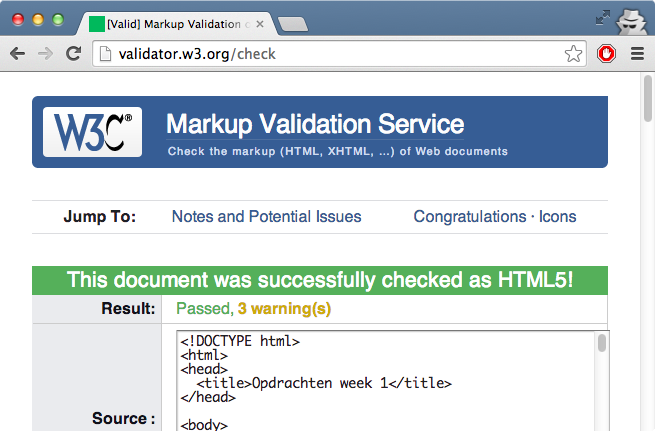 [Valid] Markup Validation
validator.w3.org/check
W3C®
Markup Validation Service
Check the markup (HTML, XHTML, …) of Web documents
Jump To: Notes and Potential Issues Congratulations · Icons
This document was successfully checked as HTML5!
Result: Passed, 3 warning(s)
<!DOCTYPE html>
<html>
<head>
<title>Opdrachten week 1</title>
</head>
Source :
<body>